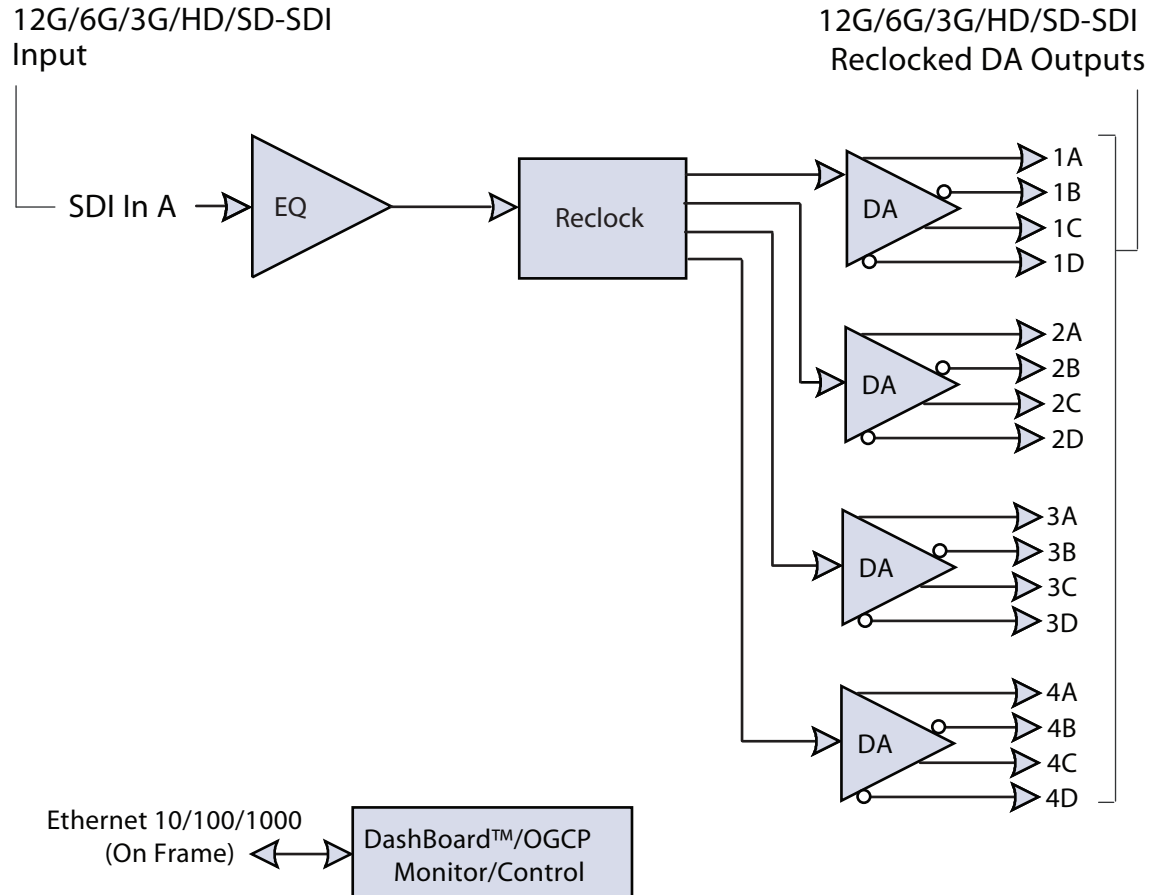 12G/6G/3G/HD/SD-SDI
Input
12G/6G/3G/HD/SD-SDI
Reclocked DA Outputs
SDI In A
EQ
Reclock
DA
1A
1B
1C
1D
DA
2A
2B
2C
2D
DA
3A
3B
3C
3D
DA
4A
4B
4C
4D
Ethernet 10/100/1000
(On Frame)
DashBoard™/OGCP
Monitor/Control